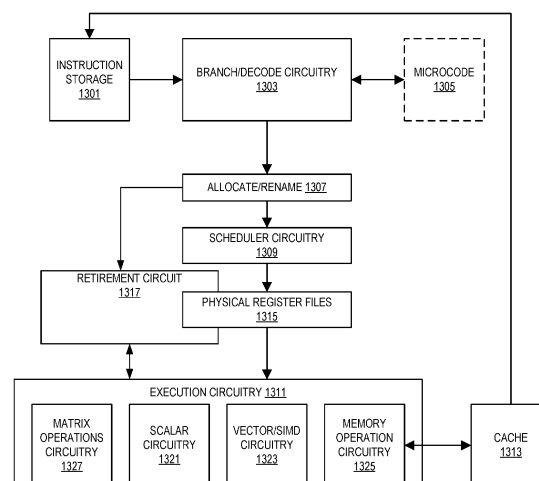 INSTRUCTION
STORAGE
1301
BRANCH/DECODE CIRCUITRY
1303
MICROCODE
1305
ALLOCATE/RENAME 1307
SCHEDULER CIRCUITRY
1309
RETIREMENT CIRCUIT
1317
PHYSICAL REGISTER FILES
1315
EXECUTION CIRCUITRY 1311
MATRIX
OPERATIONS
CIRCUITRY
1327
SCALAR
CIRCUITRY
1321
VECTOR/SIMD
CIRCUITRY
1323
MEMORY
OPERATION
CIRCUITRY
1325
CACHE
1313